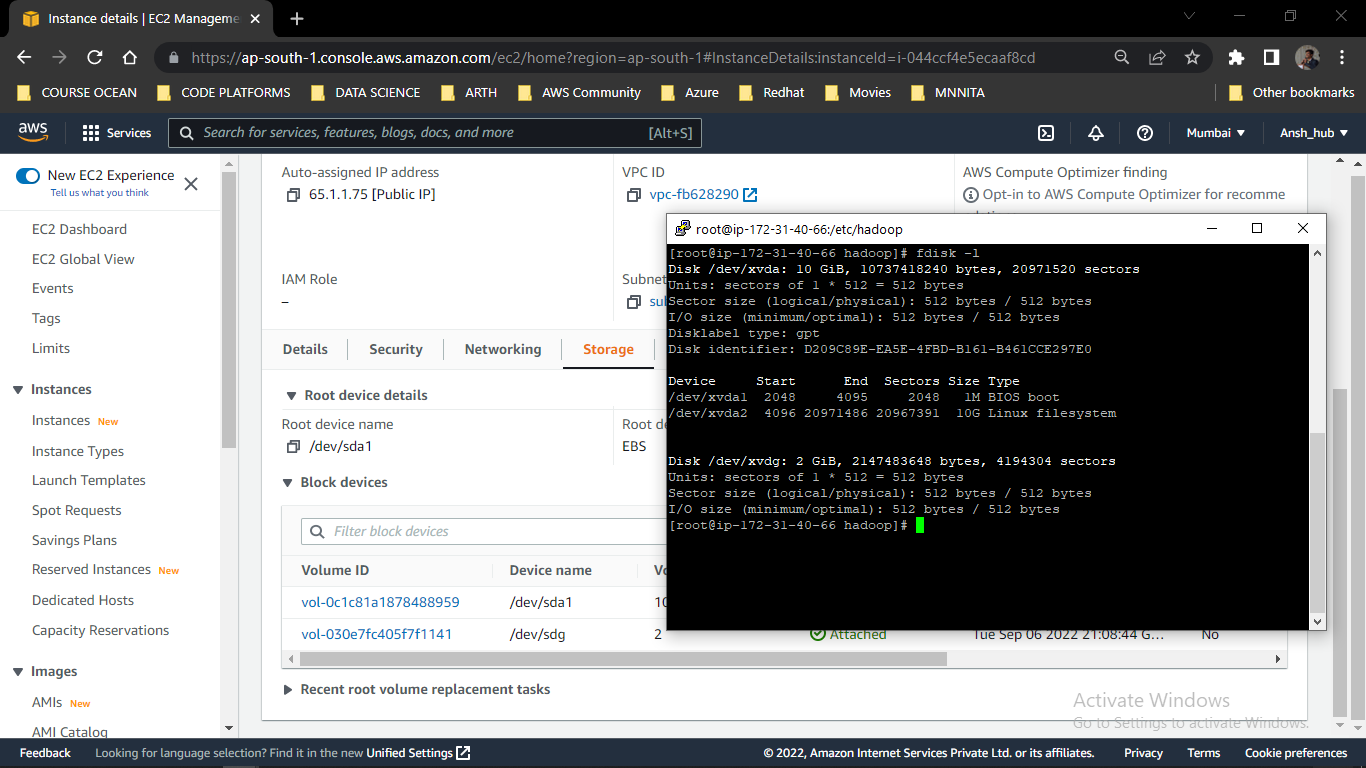 Instance details | EC2 Manageme
https://ap-south-1.console.aws.amazon.com/ec2/home?region=ap-south-1#InstanceDetails:instanceId=i-044ccf4e5ecaaf8cd
COURSE OCEAN CODE PLATFORMS DATA SCIENCE ARTH AWS Community Azure Redhat Movies MNNITA Other bookmarks
aws Services Search for services, features, blogs, docs, and more [Alt+S] Mumbai Ansh_hub
New EC2 Experience
Tell us what you think
EC2 Dashboard
EC2 Global View
Events
Tags
Limits
Instances
Instances New
Instance Types
Launch Templates
Spot Requests
Savings Plans
Reserved Instances New
Dedicated Hosts
Capacity Reservations
Images
AMIs New
AMI Catalog
Auto-assigned IP address VPC ID AWS Compute Optimizer finding
65.1.1.75 [Public IP] vpc-fb628290 Opt-in to AWS Compute Optimizer for recomme
IAM Role Subnet
– su
Details Security Networking Storage
Root device details
Root device name Root de
/dev/sda1 EBS
Block devices
Filter block devices
Volume ID Device name Vo
vol-0c1c81a1878488959 /dev/sda1 10
vol-030e7fc405f7f1141 /dev/sdg 2 Attached Tue Sep 06 2022 21:08:44 G... No
Recent root volume replacement tasks
root@ip-172-31-40-66:/etc/hadoop
[root@ip-172-31-40-66 hadoop]# fdisk -l
Disk /dev/xvda: 10 GiB, 10737418240 bytes, 20971520 sectors
Units: sectors of 1 * 512 = 512 bytes
Sector size (logical/physical): 512 bytes / 512 bytes
I/O size (minimum/optimal): 512 bytes / 512 bytes
Disklabel type: gpt
Disk identifier: D209C89E-EA5E-4FBD-B161-B461CCE297E0
Device Start End Sectors Size Type
/dev/xvda1 2048 4095 2048 1M BIOS boot
/dev/xvda2 4096 20971486 20967391 10G Linux filesystem
Disk /dev/xvdg: 2 GiB, 2147483648 bytes, 4194304 sectors
Units: sectors of 1 * 512 = 512 bytes
Sector size (logical/physical): 512 bytes / 512 bytes
I/O size (minimum/optimal): 512 bytes / 512 bytes
[root@ip-172-31-40-66 hadoop]#
Activate Windows
Go to Settings to activate Windows.
Feedback Looking for language selection? Find it in the new Unified Settings © 2022, Amazon Internet Services Private Ltd. or its affiliates. Privacy Terms Cookie preferences